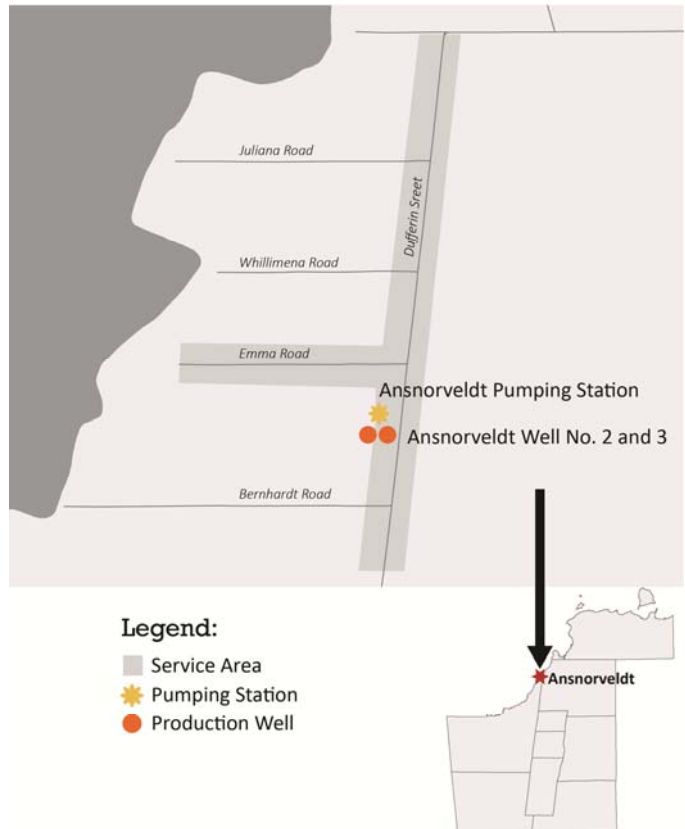 Juliana Road
Dufferin Sreet
Whillimena Road
Emma Road
Ansnorveldt Pumping Station
Ansnorveldt Well No. 2 and 3
Bernhardt Road
Legend:
Service Area
Pumping Station
Production Well
Ansnorveldt